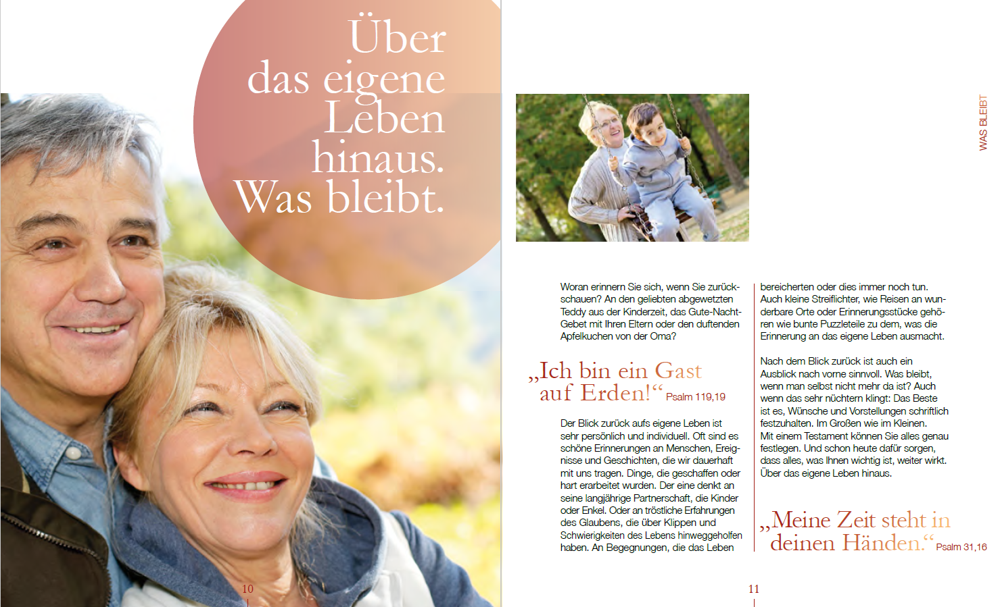 Über
das eigene
Leben
hinaus.
Was bleibt.
10
WAS BLEIBT
Woran erinnern Sie sich, wenn Sie zurück-
schauen? An den geliebten abgewetzten
Teddy aus der Kinderzeit, das Gute-Nacht-
Gebet mit Ihren Eltern oder den duftenden
Apfelkuchen von der Oma?
„Ich bin ein Gast
auf Erden!“ Psalm 119,19
Der Blick zurück aufs eigene Leben ist
sehr persönlich und individuell. Oft sind es
schöne Erinnerungen an Menschen, Ereig-
nisse und Geschichten, die wir dauerhaft
mit uns tragen. Dinge, die geschaffen oder
hart erarbeitet wurden. Der eine denkt an
seine langjährige Partnerschaft, die Kinder
oder Enkel. Oder an tröstliche Erfahrungen
des Glaubens, die über Klippen und
Schwierigkeiten des Lebens hinweggeholfen
haben. An Begegnungen, die das Leben
bereicherten oder dies immer noch tun.
Auch kleine Streiflichter, wie Reisen an wun-
derbare Orte oder Erinnerungsstücke gehö-
ren wie bunte Puzzleteile zu dem, was die
Erinnerung an das eigene Leben ausmacht.
Nach dem Blick zurück ist auch ein
Ausblick nach vorne sinnvoll. Was bleibt,
wenn man selbst nicht mehr da ist? Auch
wenn das sehr nüchtern klingt: Das Beste
ist es, Wünsche und Vorstellungen schriftlich
festzuhalten. Im Großen wie im Kleinen.
Mit einem Testament können Sie alles genau
festlegen. Und schon heute dafür sorgen,
dass alles, was Ihnen wichtig ist, weiter wirkt.
Über das eigene Leben hinaus.
„Meine Zeit steht in
deinen Händen.“ Psalm 31,16
11